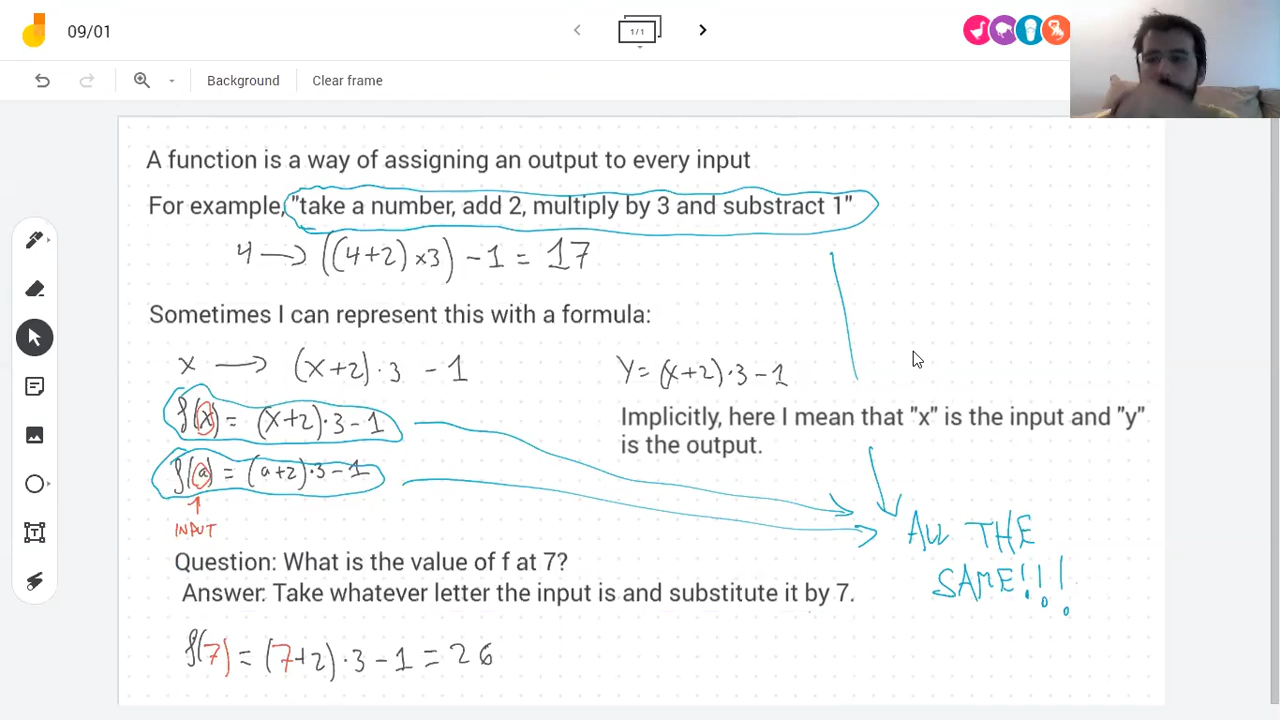 09/01
1/1
Background
Clear frame
A function is a way of assigning an output to every input
For example, "take a number, add 2, multiply by 3 and substract 1"
4 → ((4+2)×3) - 1 = 17
Sometimes I can represent this with a formula:
x → (x+2)·3 - 1
Y = (x+2)·3 - 1
f(x) = (x+2)·3 - 1
Implicitly, here I mean that "x" is the input and "y"
is the output.
f(a) = (a+2)·3 - 1
INPUT
ALL THE
SAME!!!
Question: What is the value of f at 7?
Answer: Take whatever letter the input is and substitute it by 7.
f(7) = (7+2)·3 - 1 = 26